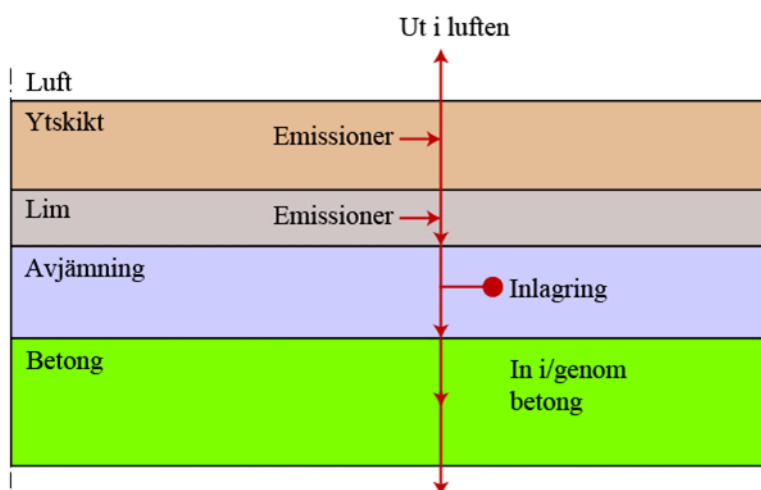 Ut i luften
Luft
Ytskikt
Emissioner
Lim
Emissioner
Avjämning
Inlagring
Betong
In i/genom
betong